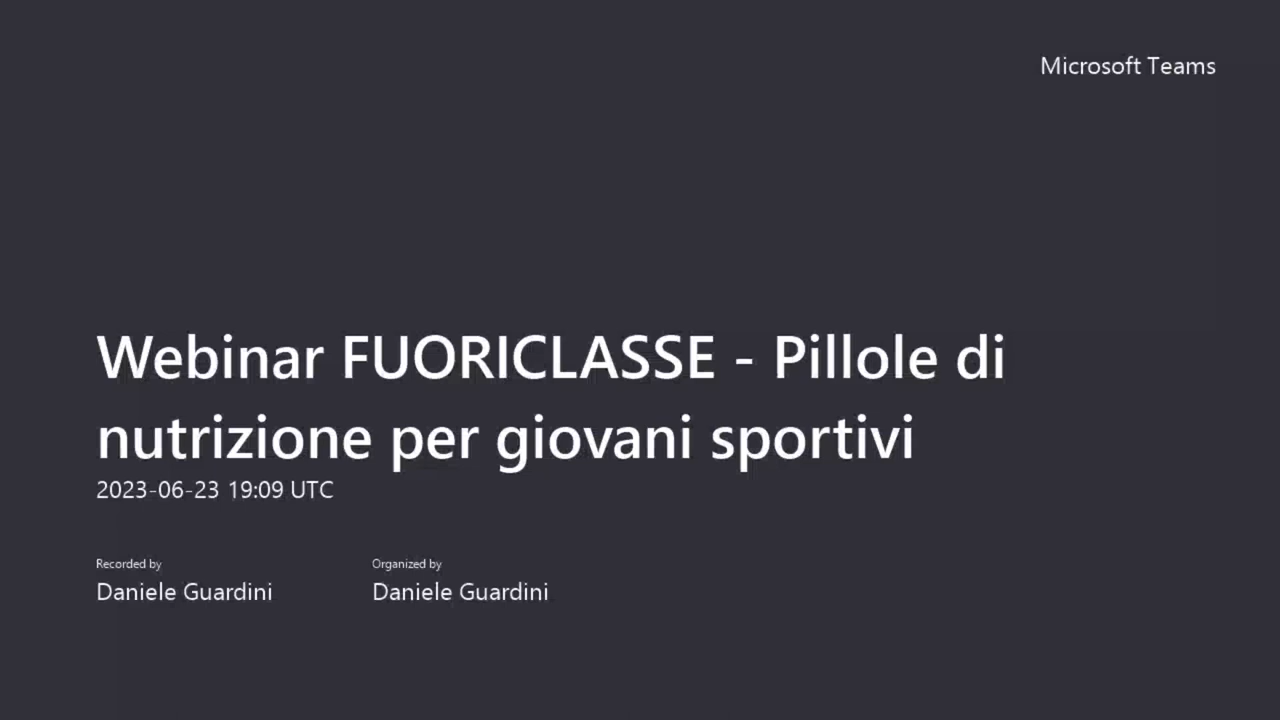 Microsoft Teams
Webinar FUORICLASSE - Pillole di
nutrizione per giovani sportivi
2023-06-23 19:09 UTC
Recorded by
Daniele Guardini
Organized by
Daniele Guardini